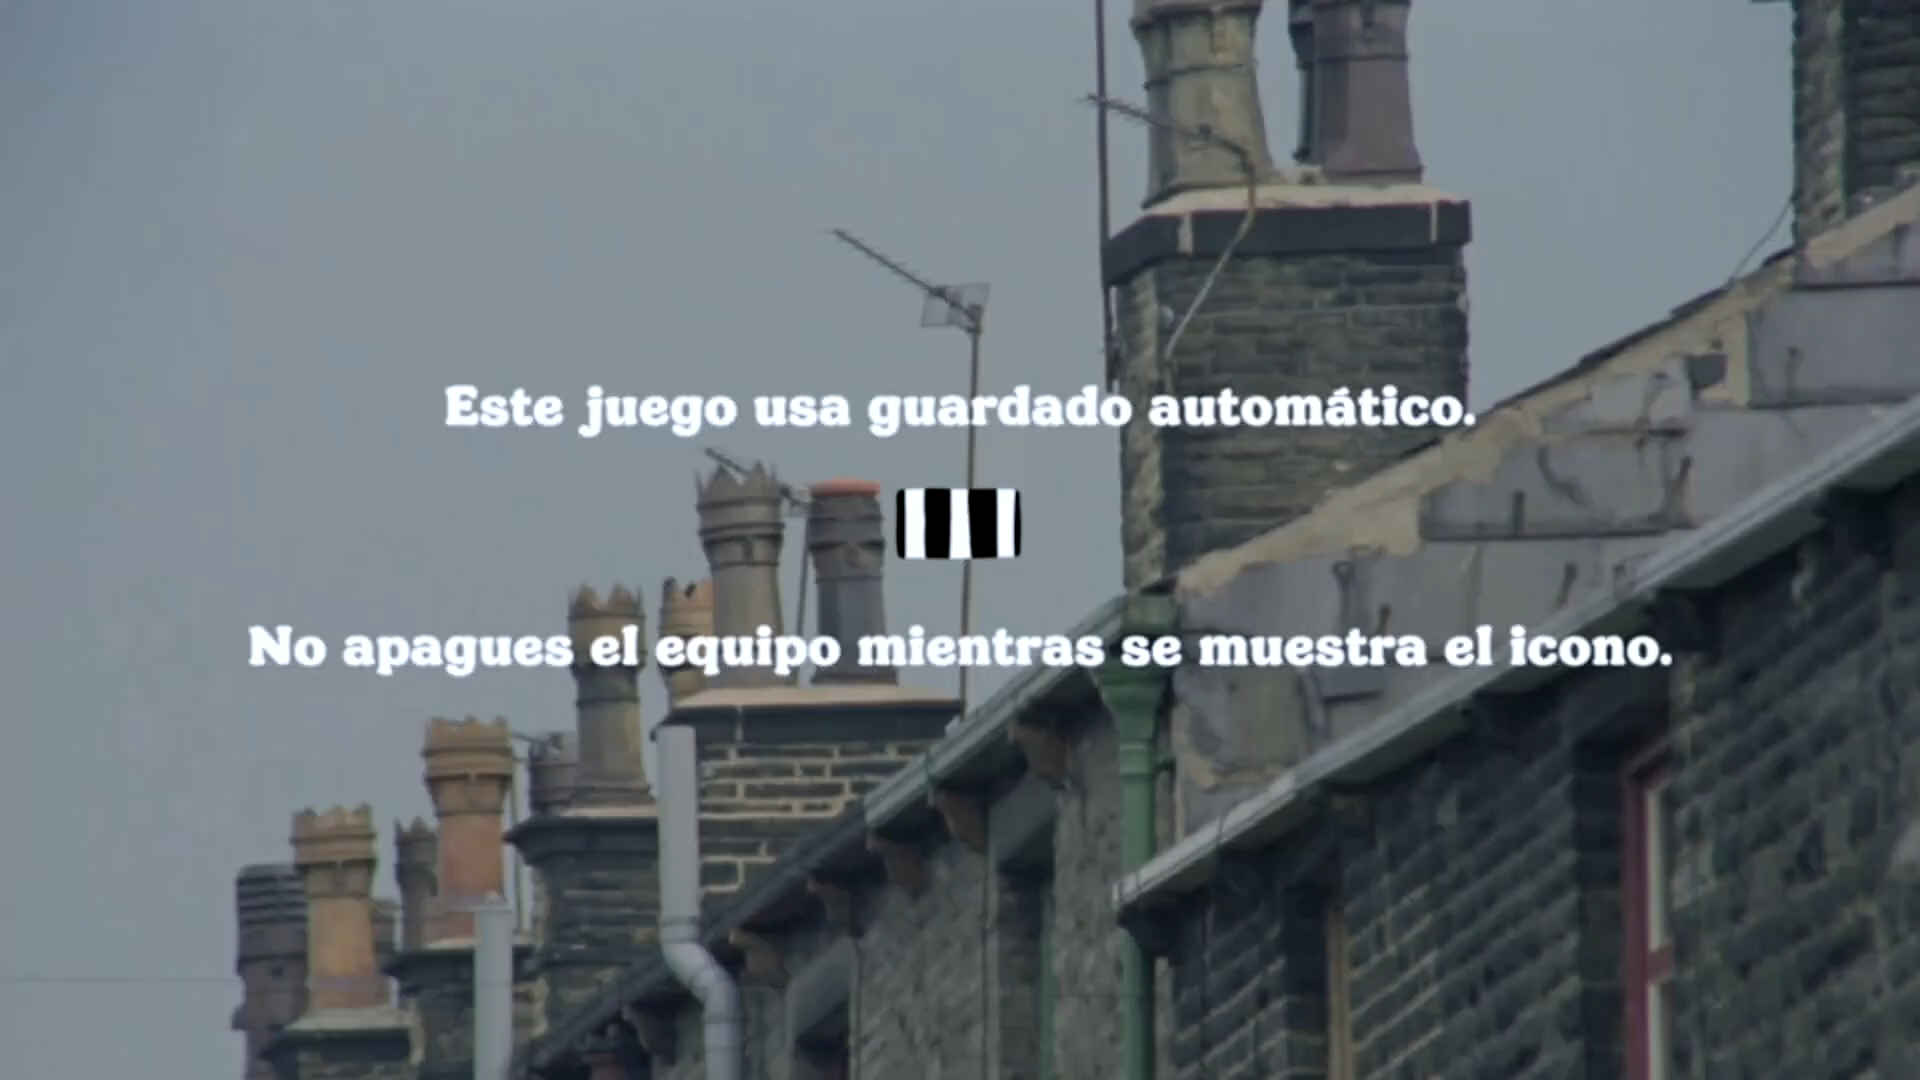 Este juego usa guardado automático.
No apagues el equipo mientras se muestra el icono.